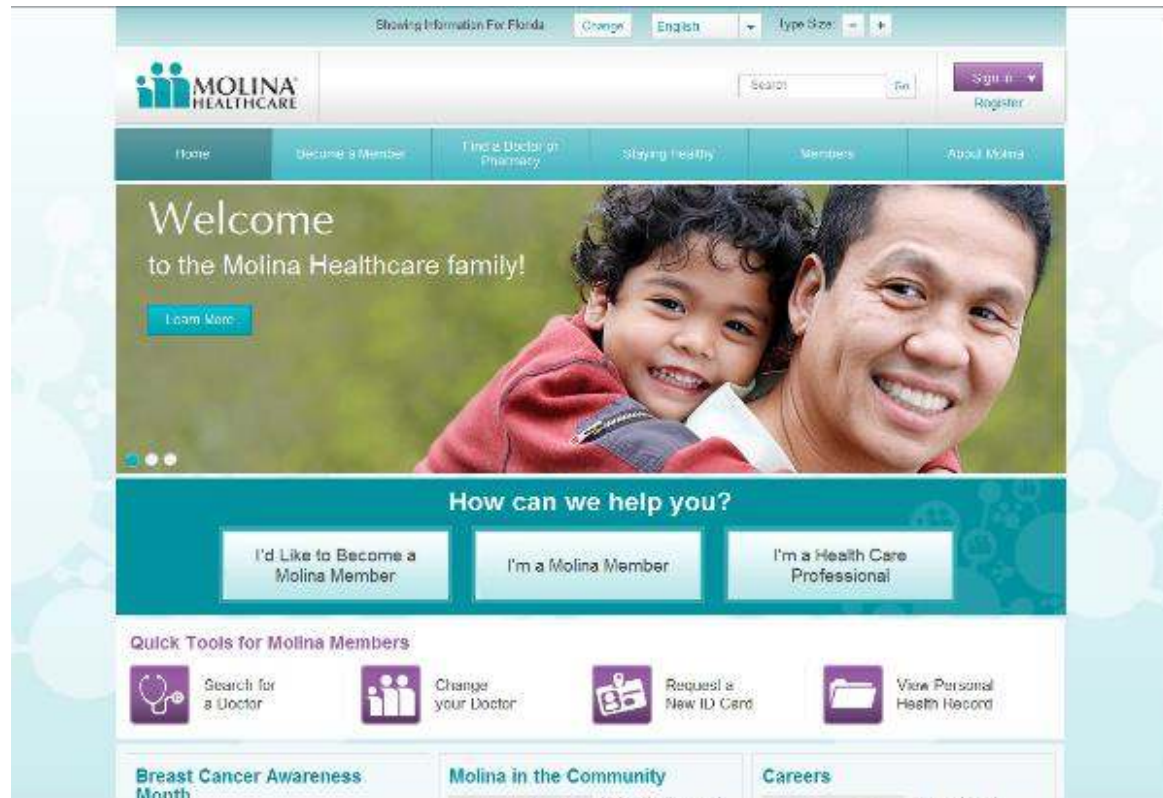 Showing Information For Florida Change English Type Size: - +
MOLINA
HEALTHCARE
Search Go
Sign In
Register
Home
Become a Member
Find a Doctor or
Pharmacy
Staying Healthy
Members
About Molina
Welcome
to the Molina Healthcare family!
Learn More
How can we help you?
I'd Like to Become a
Molina Member
I'm a Molina Member
I'm a Health Care
Professional
Quick Tools for Molina Members
Search for
a Doctor
Change
your Doctor
Request a
New ID Card
View Personal
Health Record
Breast Cancer Awareness
Month
Molina in the Community
Careers